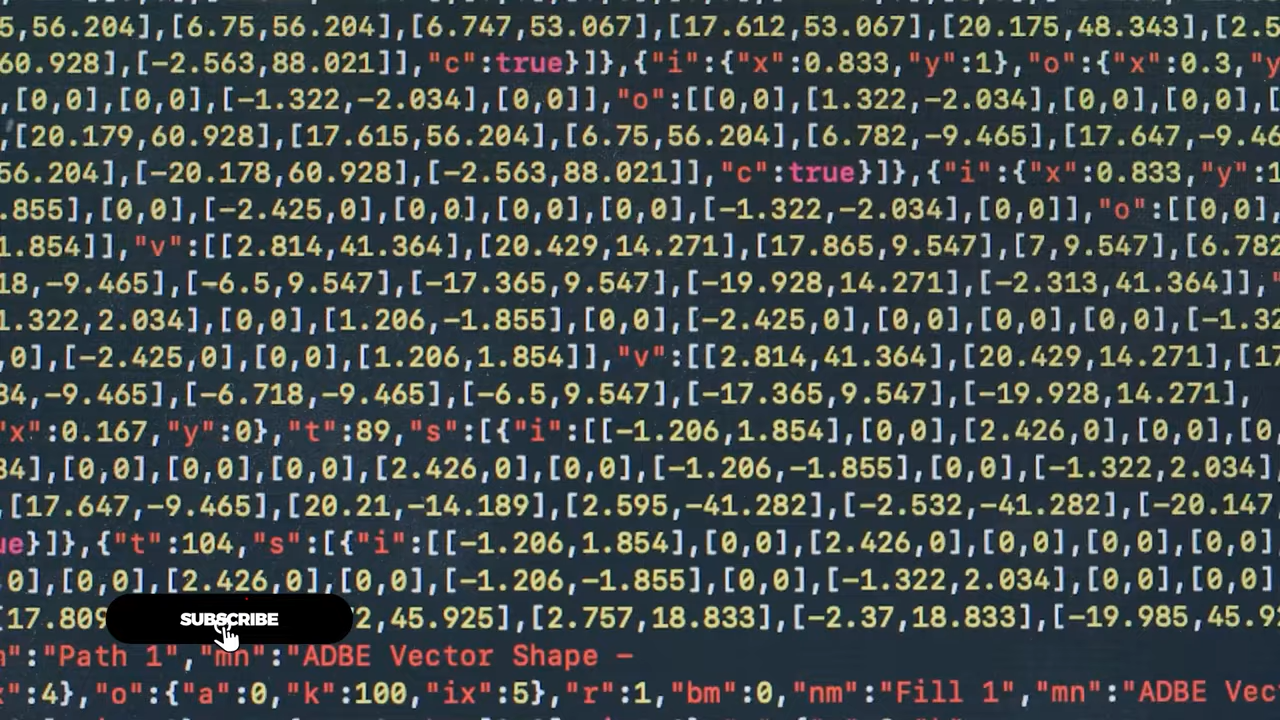 5,56.204],[6.75,56.204],[6.747,53.067],[17.612,53.067],[20.175,48.343],[2.5
60.928],[-2.563,88.021]],"c":true}]},{"i":{"x":0.833,"y":1},"o":{"x":0.3,"y
,[0,0],[0,0],[-1.322,-2.034],[0,0]],"o":[[0,0],[1.322,-2.034],[0,0],[0,0],[
,[20.179,60.928],[17.615,56.204],[6.75,56.204],[6.782,-9.465],[17.647,-9.46
56.204],[-20.178,60.928],[-2.563,88.021]],"c":true}]},{"i":{"x":0.833,"y":1
.855],[0,0],[-2.425,0],[0,0],[0,0],[0,0],[-1.322,-2.034],[0,0]],"o":[[0,0],
1.854]],"v":[[2.814,41.364],[20.429,14.271],[17.865,9.547],[7,9.547],[6.782
18,-9.465],[-6.5,9.547],[-17.365,9.547],[-19.928,14.271],[-2.313,41.364]],"
1.322,2.034],[0,0],[1.206,-1.855],[0,0],[-2.425,0],[0,0],[0,0],[0,0],[-1.32
,0],[-2.425,0],[0,0],[1.206,1.854]],"v":[[2.814,41.364],[20.429,14.271],[17
84,-9.465],[-6.718,-9.465],[-6.5,9.547],[-17.365,9.547],[-19.928,14.271],
"x":0.167,"y":0},"t":89,"s":[{"i":[[-1.206,1.854],[0,0],[2.426,0],[0,0],[0,
34],[0,0],[0,0],[0,0],[2.426,0],[0,0],[-1.206,-1.855],[0,0],[-1.322,2.034]
,[17.647,-9.465],[20.21,-14.189],[2.595,-41.282],[-2.532,-41.282],[-20.147,
ue}]},{"t":104,"s":[{"i":[[-1.206,1.854],[0,0],[2.426,0],[0,0],[0,0],[0,0]
0],[0,0],[2.426,0],[0,0],[-1.206,-1.855],[0,0],[-1.322,2.034],[0,0],[0,0]
[17.809
SUBSCRIBE
2,45.925],[2.757,18.833],[-2.37,18.833],[-19.985,45.9
":"Path 1","mn":"ADBE Vector Shape -
":4},"o":{"a":0,"k":100,"ix":5},"r":1,"bm":0,"nm":"Fill 1","mn":"ADBE Vec